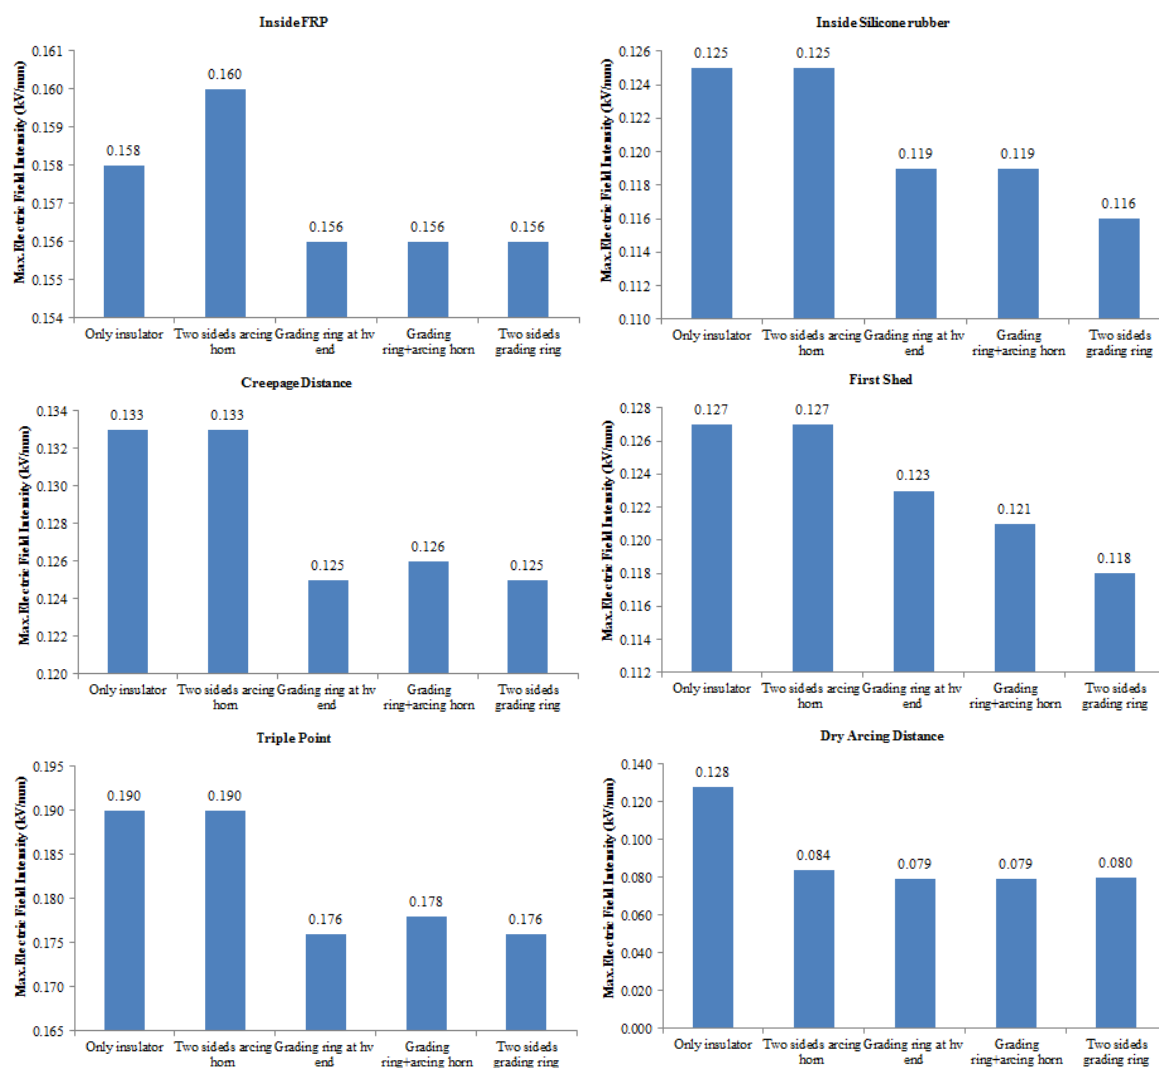 Inside FRP
Max.Electric Field Intensity (kV/mm)
0.161
0.160
0.159
0.158
0.157
0.156
0.155
0.154
0.158
0.160
0.156
0.156
0.156
Only insulator
Two sideds arcing
horn
Grading ring at hv
end
Grading
ring+arcing horn
Two sideds
grading ring
Inside Silicone rubber
Max.Electric Field Intensity (kV/mm)
0.126
0.124
0.122
0.120
0.118
0.116
0.114
0.112
0.110
0.125
0.125
0.119
0.119
0.116
Only insulator
Two sideds arcing
horn
Grading ring at hv
end
Grading
ring+arcing horn
Two sideds
grading ring
Creepage Distance
Max.Electric Field Intensity (kV/mm)
0.134
0.132
0.130
0.128
0.126
0.124
0.122
0.120
0.133
0.133
0.125
0.126
0.125
Only insulator
Two sideds arcing
horn
Grading ring at hv
end
Grading
ring+arcing horn
Two sideds
grading ring
First Shed
Max.Electric Field Intensity (kV/mm)
0.128
0.126
0.124
0.122
0.120
0.118
0.116
0.114
0.112
0.127
0.127
0.123
0.121
0.118
Only insulator
Two sideds arcing
horn
Grading ring at hv
end
Grading
ring+arcing horn
Two sideds
grading ring
Triple Point
Max.Electric Field Intensity (kV/mm)
0.195
0.190
0.185
0.180
0.175
0.170
0.165
0.190
0.190
0.176
0.178
0.176
Only insulator
Two sideds arcing
horn
Grading ring at hv
end
Grading
ring+arcing horn
Two sideds
grading ring
Dry Arcing Distance
Max.Electric Field Intensity (kV/mm)
0.140
0.120
0.100
0.080
0.060
0.040
0.020
0.000
0.128
0.084
0.079
0.079
0.080
Only insulator
Two sideds arcing
horn
Grading ring at hv
end
Grading
ring+arcing horn
Two sideds
grading ring